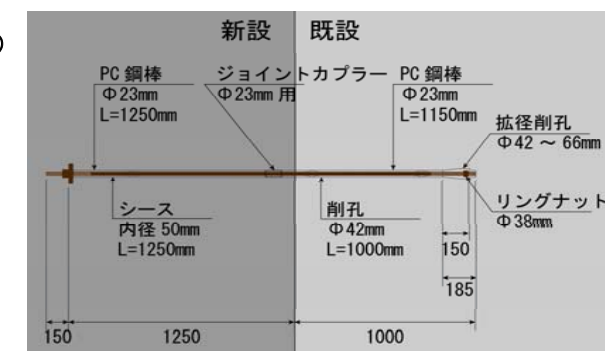 新設 既設
PC 鋼棒
Φ23mm
L=1250mm
ジョイントカプラー
Φ23mm 用
PC 鋼棒
Φ23mm
L=1150mm
拡径削孔
Φ42 ～ 66mm
シース
内径 50mm
L=1250mm
削孔
Φ42mm
L=1000mm
リングナット
Φ38mm
150
185
150 1250 1000